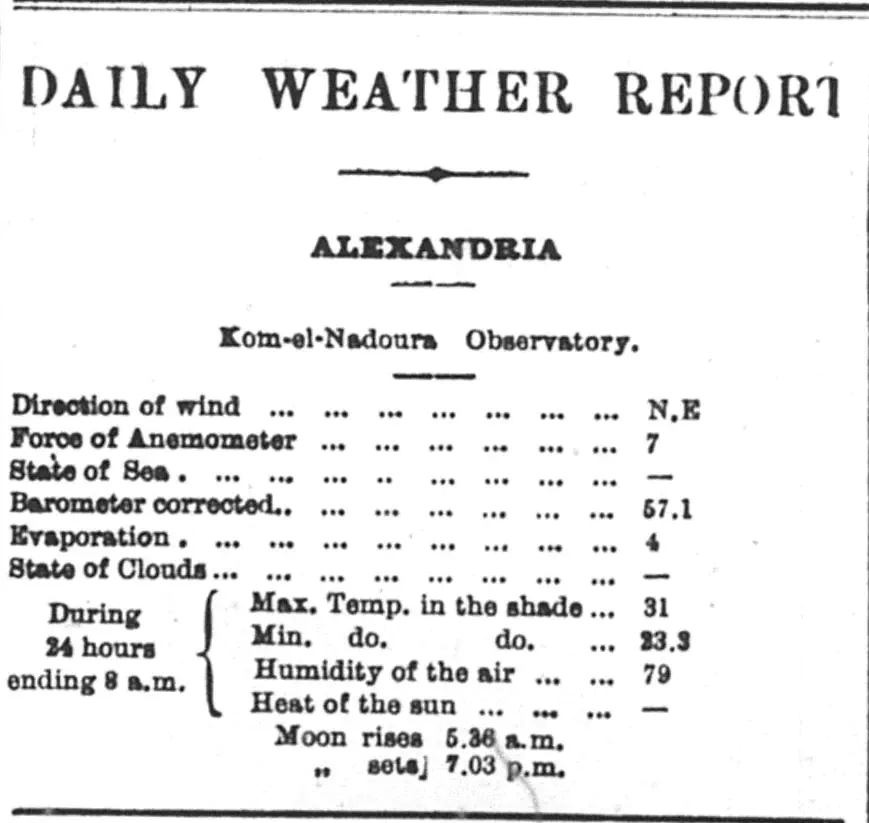 DAILY WEATHER REPORT
ALEXANDRIA
Kom-el-Nadoura Observatory.
Direction of wind ... ... ... ... ... ... ... N.E
Force of Anemometer ... ... ... ... ... ... 7
State of Sea . ... ... ... .. ... ... ... ... —
Barometer corrected.. ... ... ... ... ... ... 57.1
Evaporation . ... ... ... ... ... ... ... ... 4
State of Clouds ... ... ... ... ... ... ... ... —
During 24 hours ending 8 a.m.
Max. Temp. in the shade ... 31
Min. do. do. ... 23.3
Humidity of the air ... ... 79
Heat of the sun ... ... ... —
Moon rises 5.36 a.m.
„ sets 7.03 p.m.